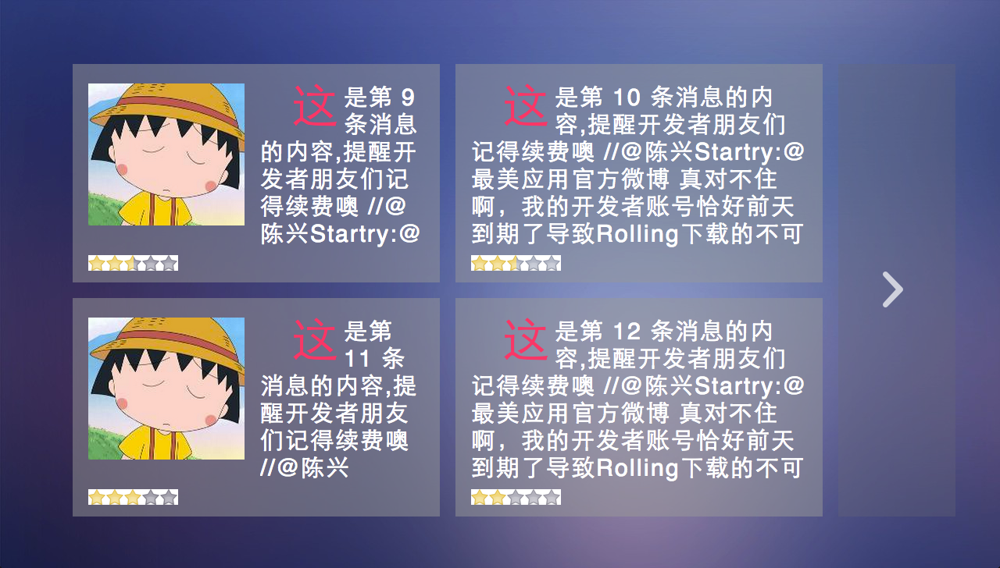 这是第 9
条消息
的内容,提醒开
发者朋友们记
得续费噢 //@
陈兴Startry:@
这是第 10 条消息的内
容,提醒开发者朋友们
记得续费噢 //@陈兴Startry:@
最美应用官方微博 真对不住
啊，我的开发者账号恰好前天
到期了导致Rolling下载的不可
这是第
11 条
消息的内容,提
醒开发者朋友
们记得续费噢
//@陈兴
这是第 12 条消息的内
容,提醒开发者朋友们
记得续费噢 //@陈兴Startry:@
最美应用官方微博 真对不住
啊，我的开发者账号恰好前天
到期了导致Rolling下载的不可